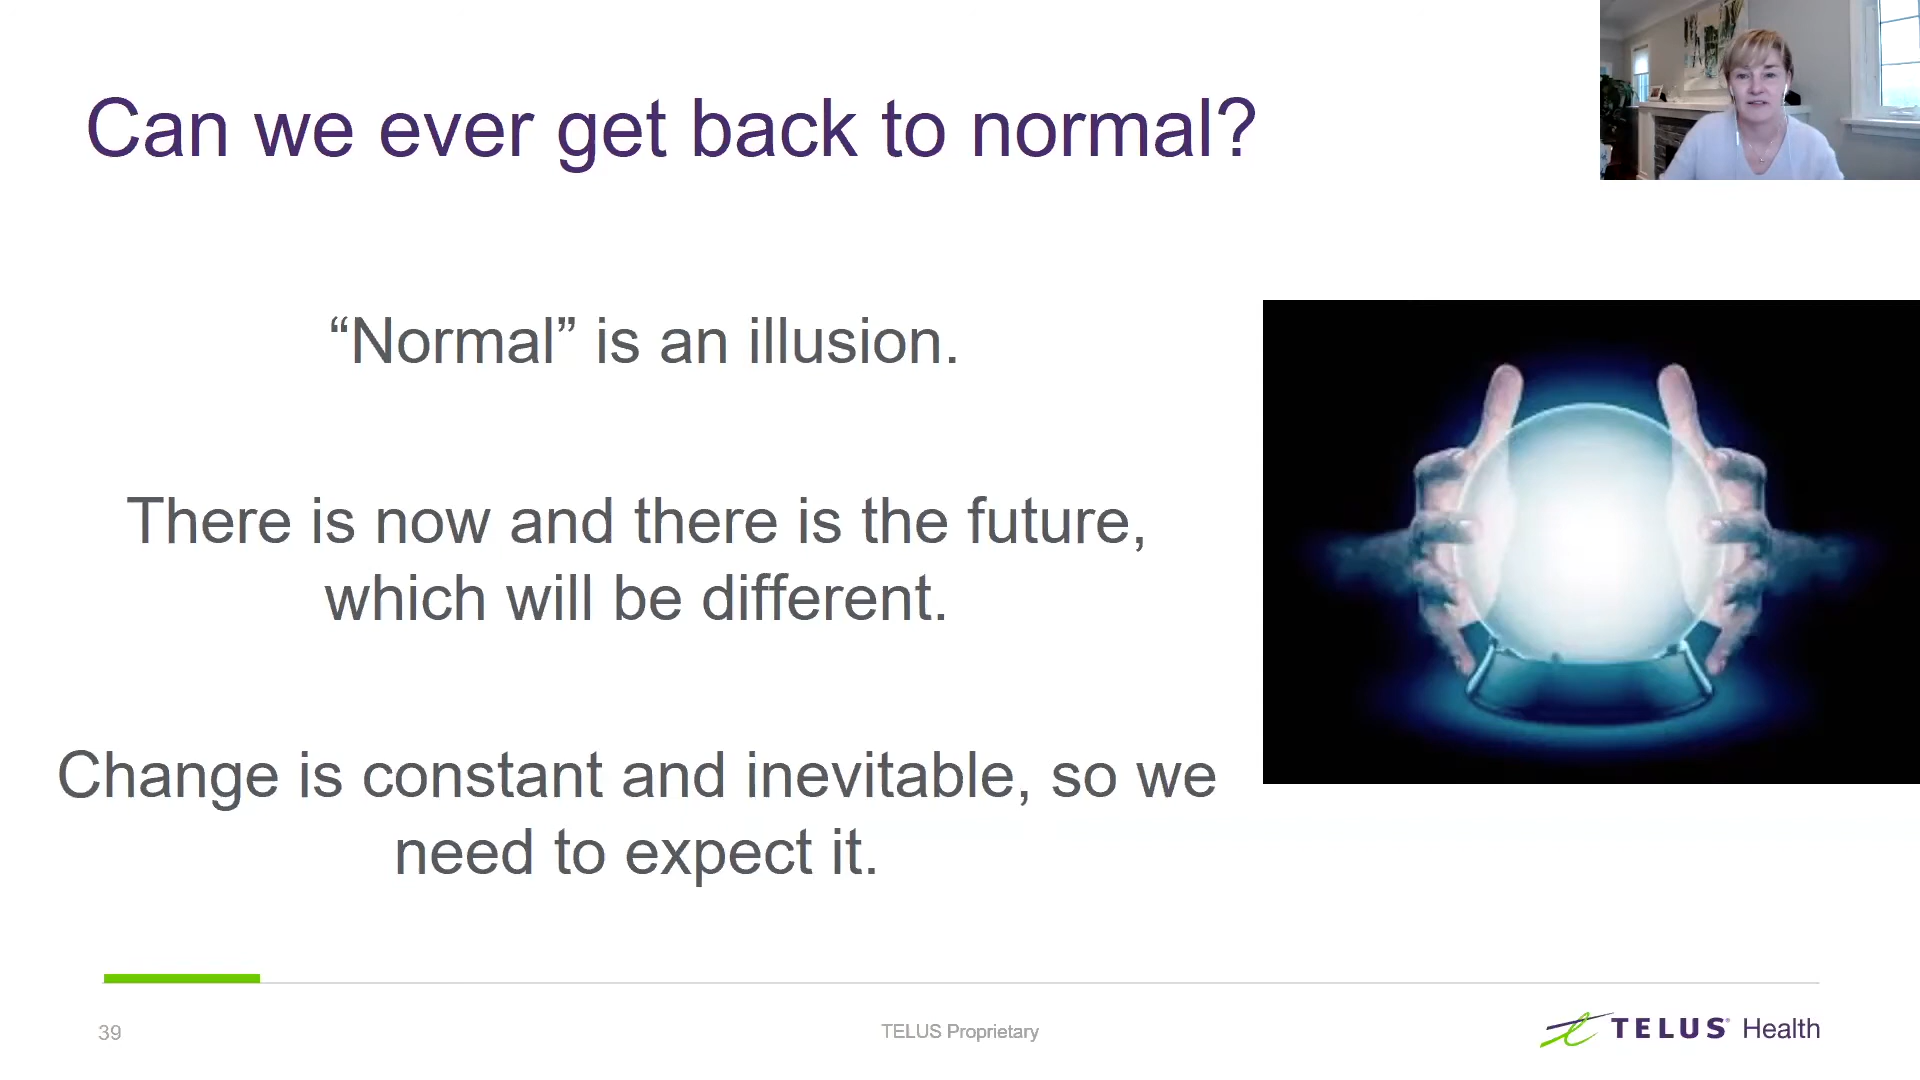 Can we ever get back to normal?
“Normal” is an illusion.
There is now and there is the future,
which will be different.
Change is constant and inevitable, so we
need to expect it.
39
TELUS Proprietary
TELUS® Health